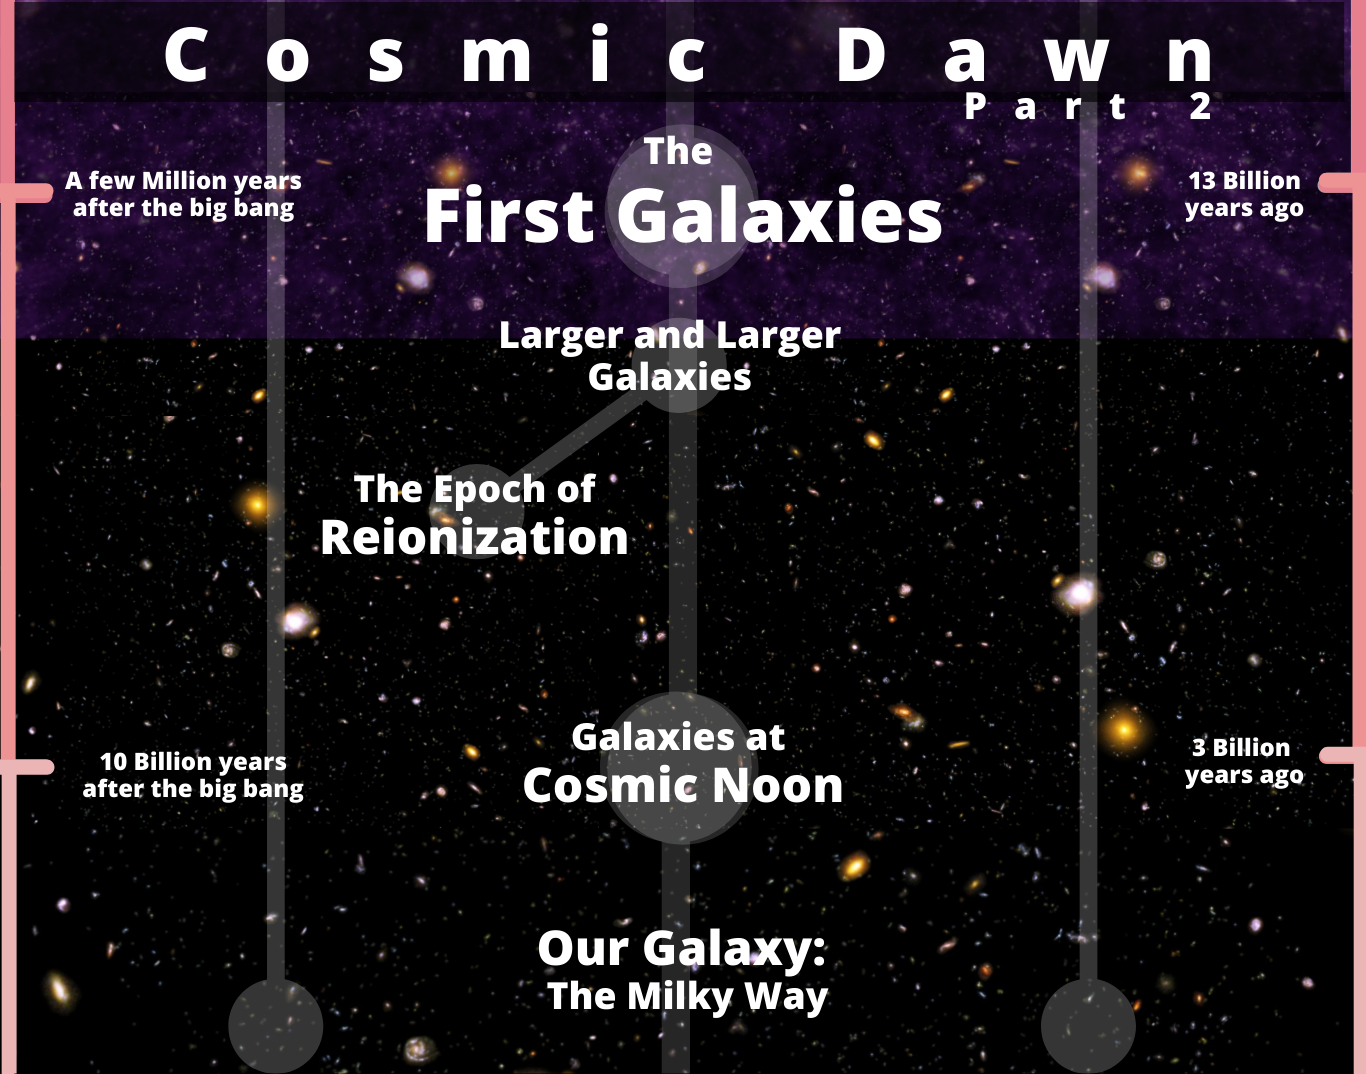 Cosmic Dawn
Part 2
The
First Galaxies
A few Million years
after the big bang
13 Billion
years ago
Larger and Larger
Galaxies
The Epoch of
Reionization
Galaxies at
Cosmic Noon
10 Billion years
after the big bang
3 Billion
years ago
Our Galaxy:
The Milky Way